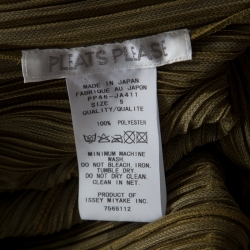 PLEATS PLEASE
MADE IN JAPAN
FABRIQUE AU JAPON
PP46-JA411
SIZE 5
QUALITY/QUALITE
100% POLYESTER
MINIMUM MACHINE
WASH.
DO NOT BLEACH, IRON,
TUMBLE DRY.
DO NOT DRY CLEAN.
CLEAN IN NET.
PRODUCT OF
ISSEY MIYAKE INC.
7566112